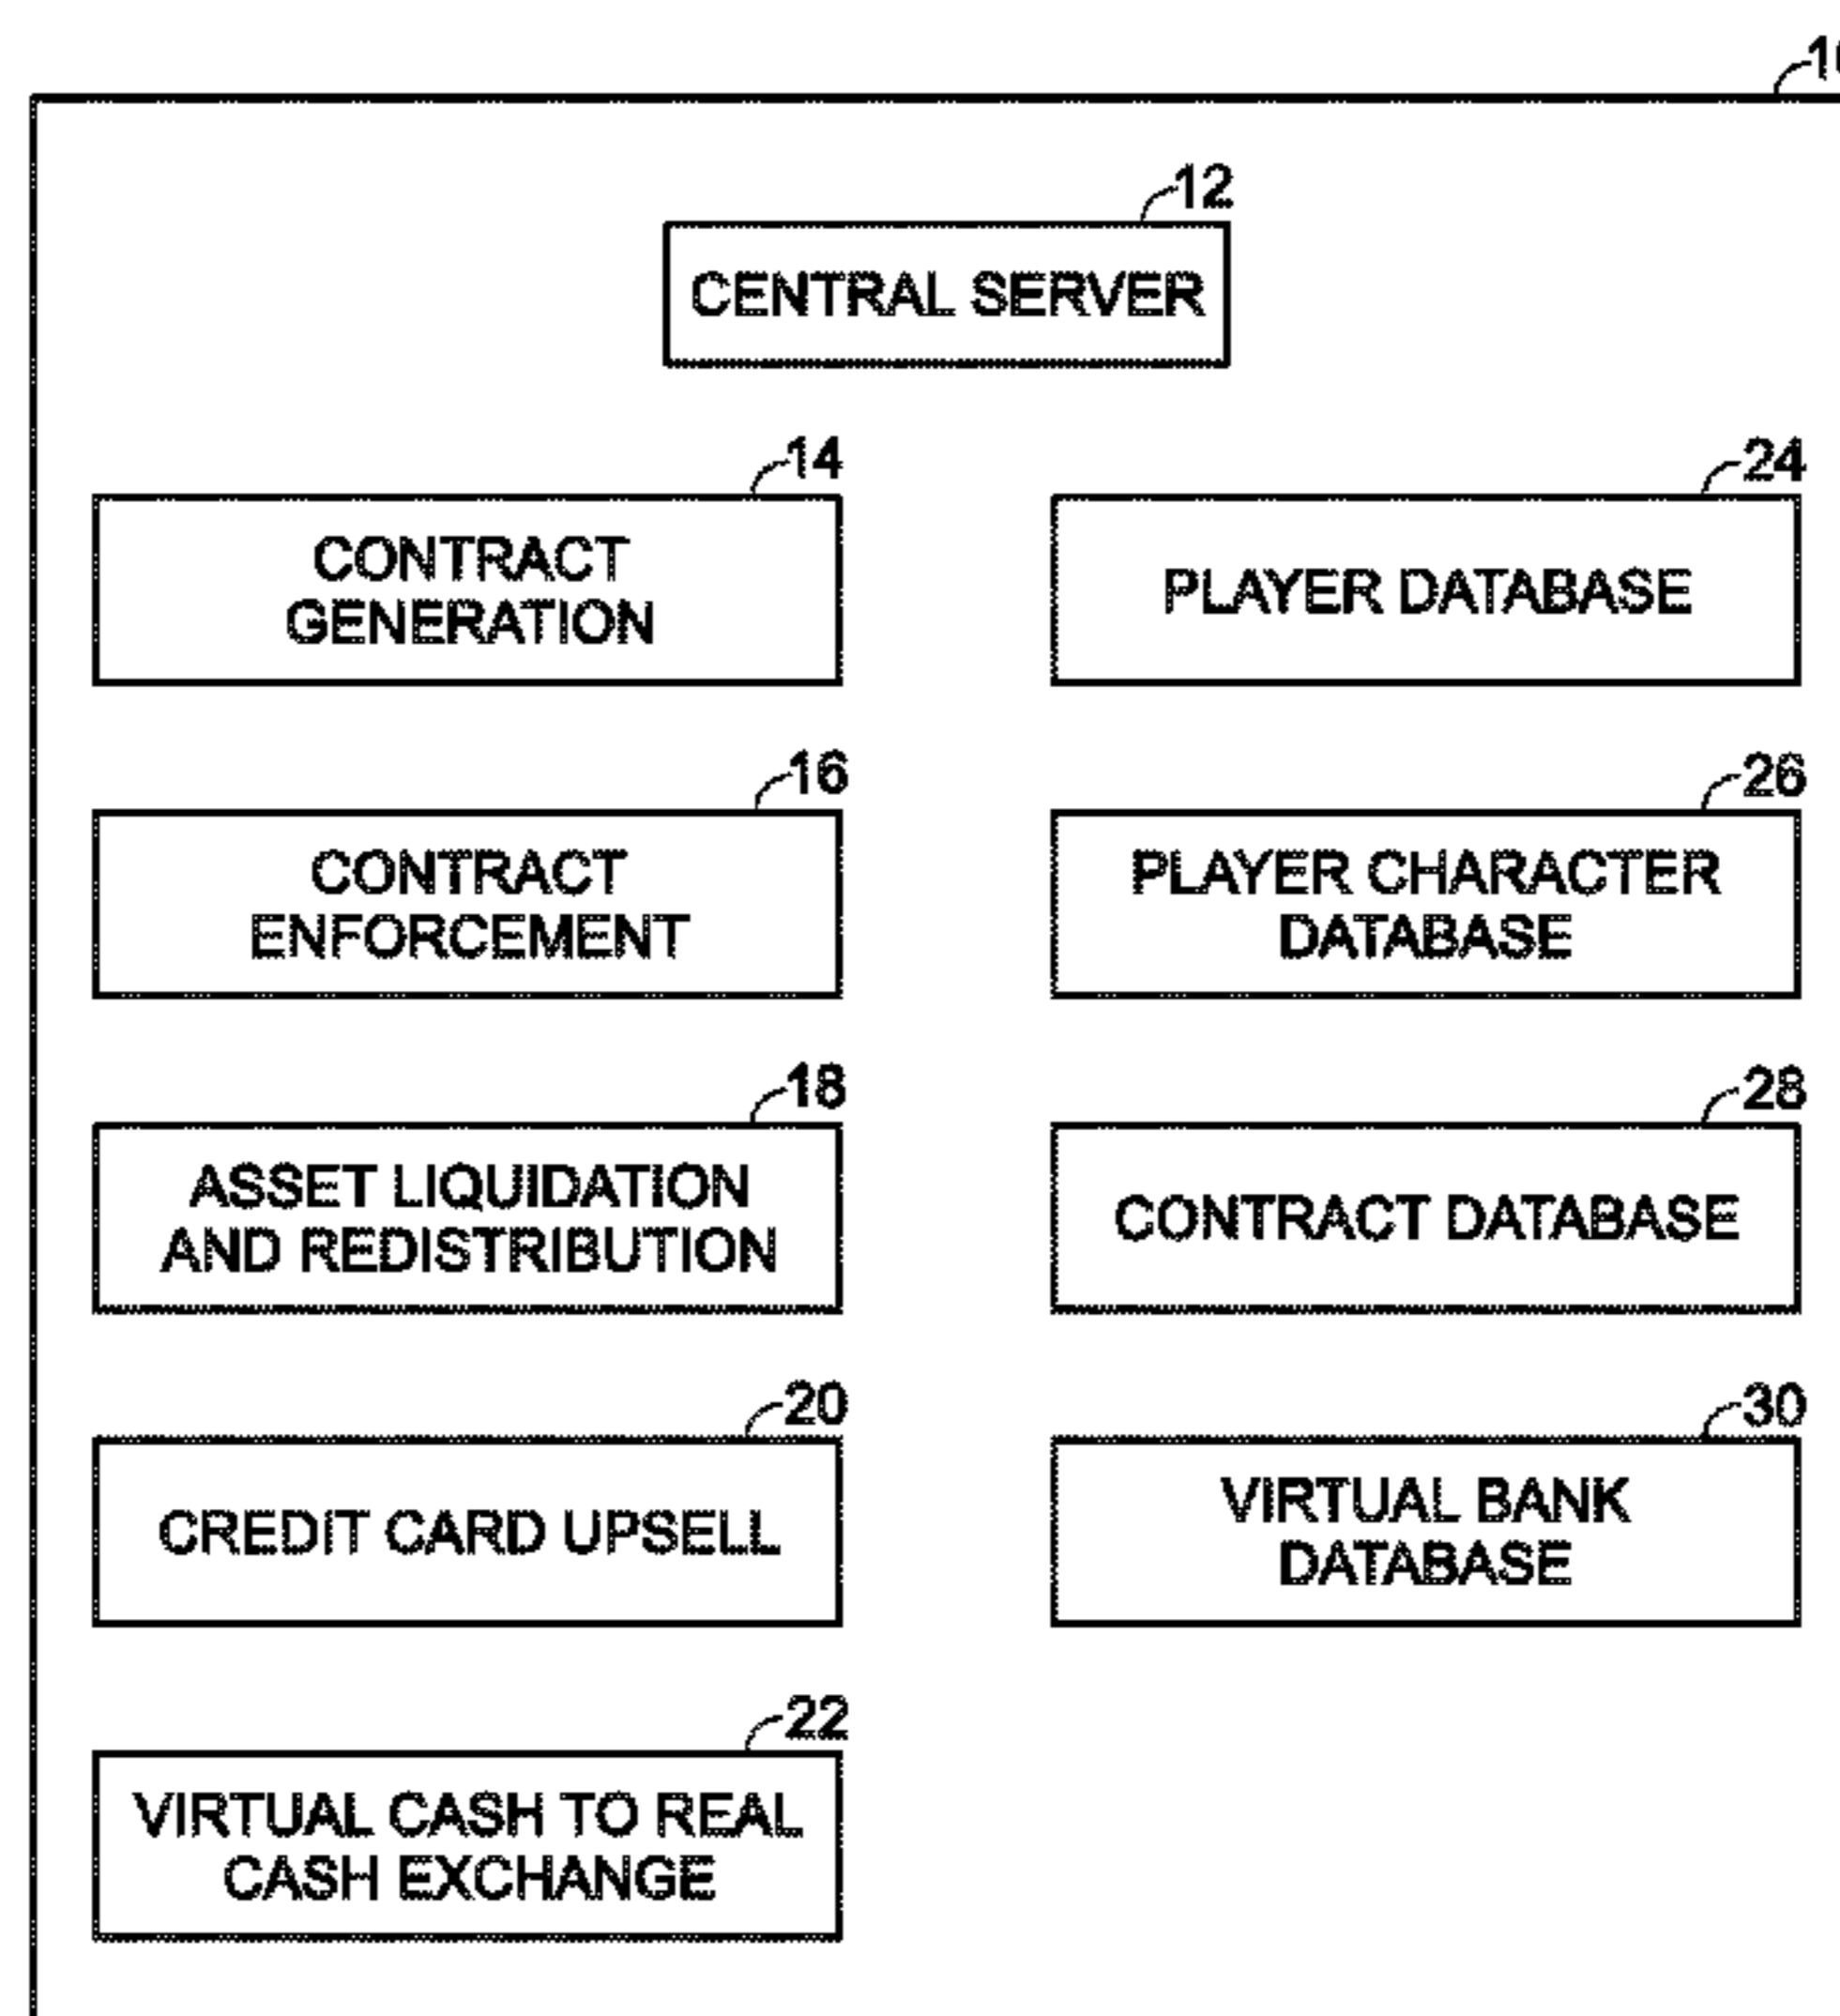 12
CENTRAL SERVER
14
CONTRACT
GENERATION
24
PLAYER DATABASE
16
CONTRACT
ENFORCEMENT
26
PLAYER CHARACTER
DATABASE
18
ASSET LIQUIDATION
AND REDISTRIBUTION
28
CONTRACT DATABASE
20
CREDIT CARD UPSELL
30
VIRTUAL BANK
DATABASE
22
VIRTUAL CASH TO REAL
CASH EXCHANGE